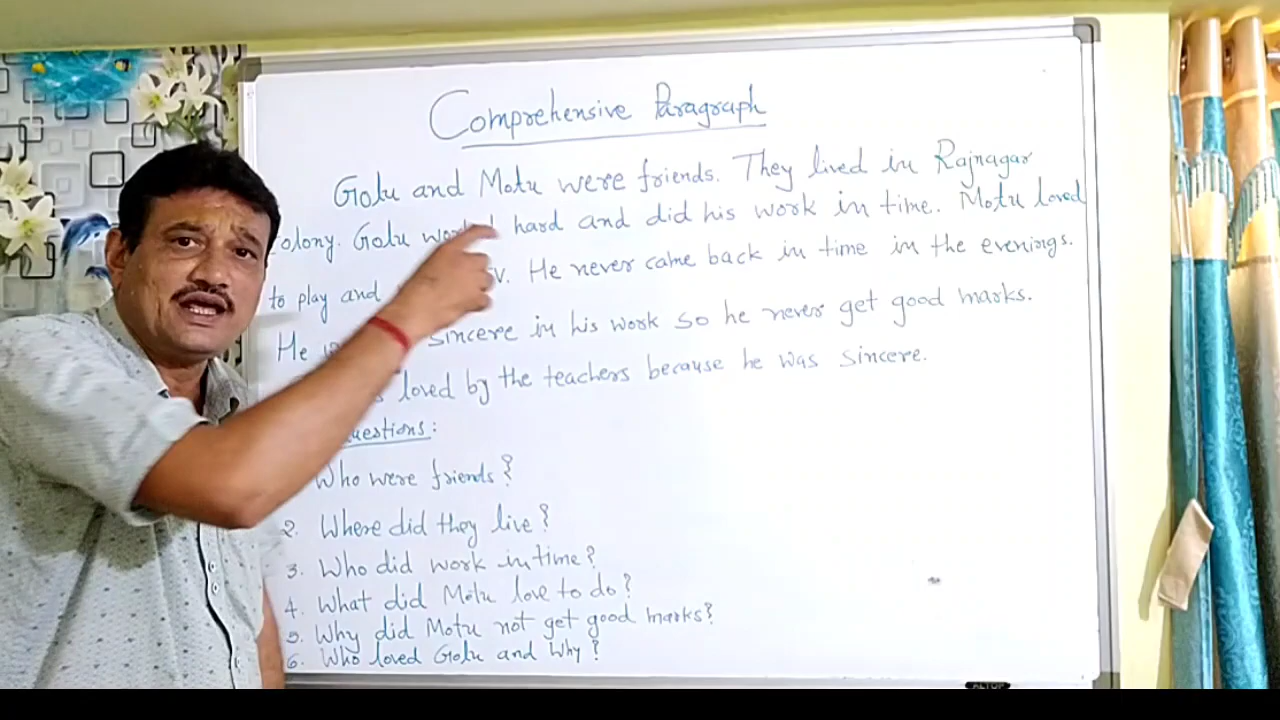 Comprehensive Paragraph
Golu and Motu were friends. They lived in Rajnagar
colony. Golu worked hard and did his work in time. Motu loved
to play and v. He never came back in time in the evenings.
He sincere in his work so he never get good marks.
loved by the teachers because he was sincere.
Questions:
Who were friends?
2. Where did they live?
3. Who did work in time?
4. What did Motu love to do?
5. Why did Motu not get good marks?
6. Who loved Golu and Why?